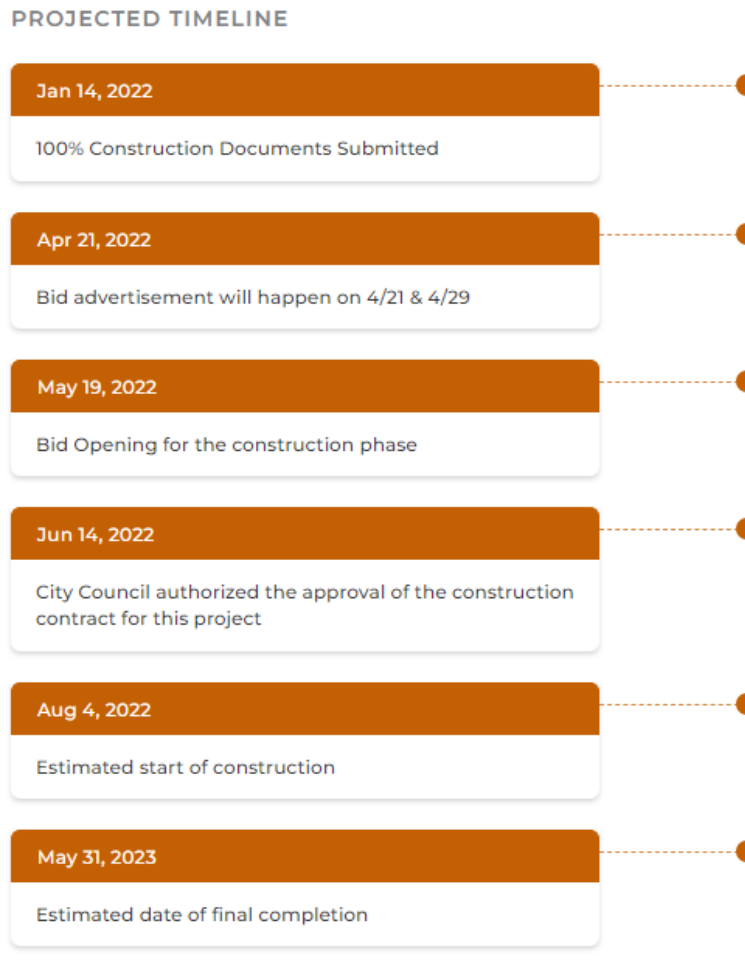 PROJECTED TIMELINE
Jan 14, 2022
100% Construction Documents Submitted
Apr 21, 2022
Bid advertisement will happen on 4/21 & 4/29
May 19, 2022
Bid Opening for the construction phase
Jun 14, 2022
City Council authorized the approval of the construction
contract for this project
Aug 4, 2022
Estimated start of construction
May 31, 2023
Estimated date of final completion